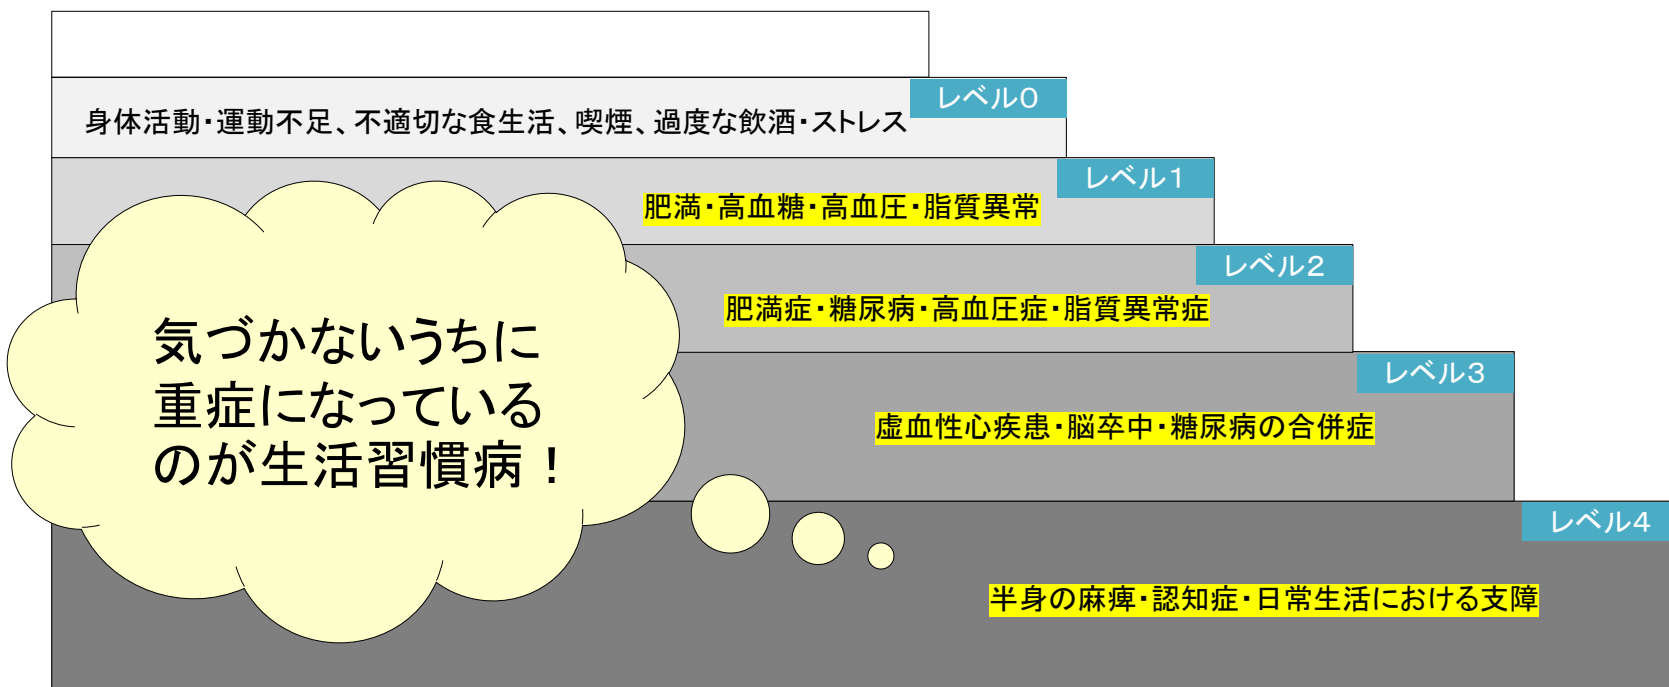 レベル0
身体活動・運動不足、不適切な食生活、喫煙、過度な飲酒・ストレス
レベル1
肥満・高血糖・高血圧・脂質異常
レベル2
肥満症・糖尿病・高血圧症・脂質異常症
気づかないうちに
重症になっている
のが生活習慣病！
レベル3
虚血性心疾患・脳卒中・糖尿病の合併症
レベル4
半身の麻痺・認知症・日常生活における支障